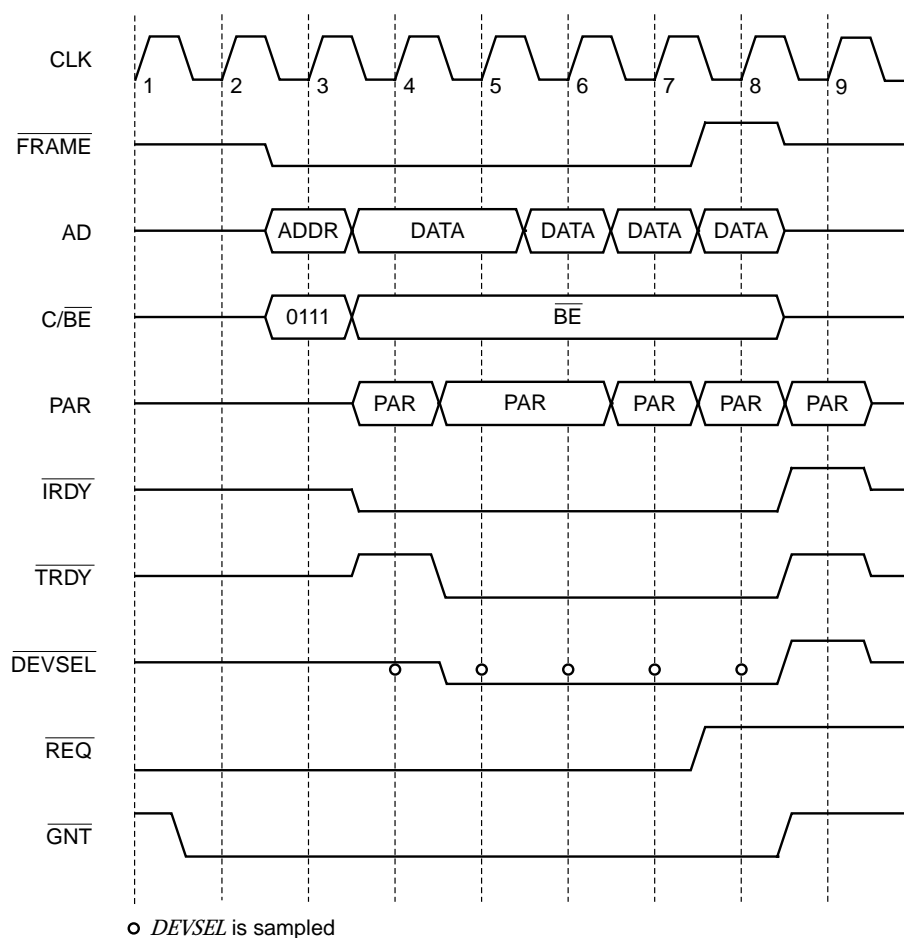 CLK
1 2 3 4 5 6 7 8 9
FRAME
AD
ADDR DATA DATA DATA DATA
C/BE
0111 BE
PAR
PAR PAR PAR PAR PAR
IRDY
TRDY
DEVSEL
REQ
GNT
DEVSEL is sampled